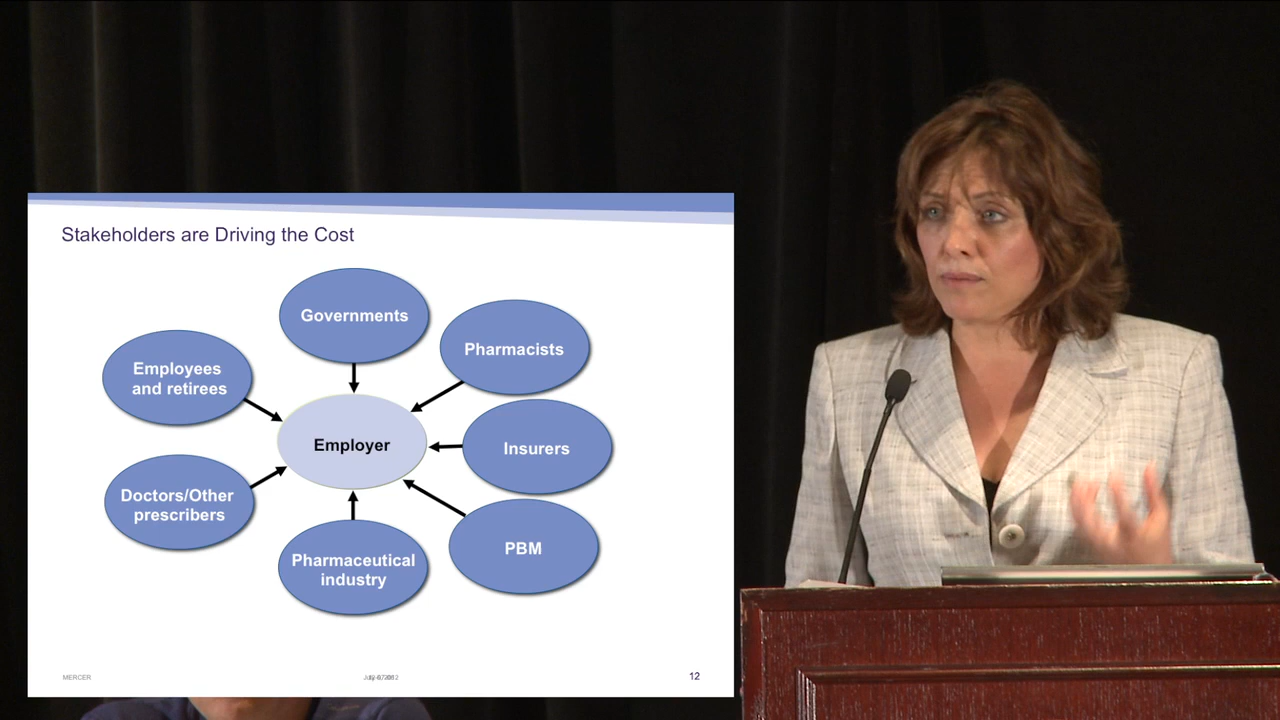 Stakeholders are Driving the Cost
Governments
Pharmacists
Employees
and retirees
Employer
Insurers
Doctors/Other
prescribers
PBM
Pharmaceutical
industry
MERCER
12